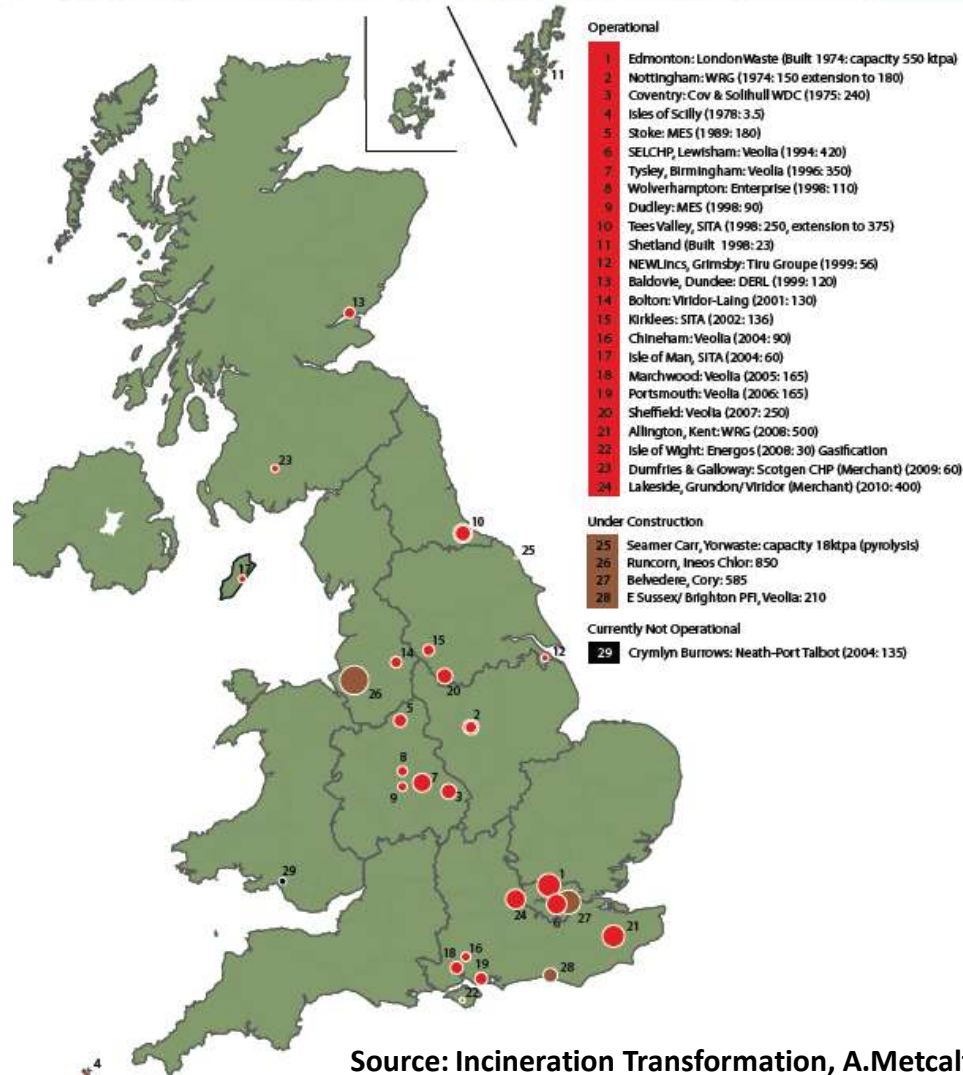 Operational
1 Edmonton: LondonWaste (Built 1974: capacity 550 ktpa)
2 Nottingham: WRG (1974: 150 extension to 180)
3 Coventry: Cov & Solihull WDC (1975: 240)
4 Isles of Scilly (1978: 3.5)
5 Stoke: MES (1989: 180)
6 SELCHP, Lewisham: Veolia (1994: 420)
7 Tysley, Birmingham: Veolia (1996: 350)
8 Wolverhampton: Enterprise (1998: 110)
9 Dudley: MES (1998: 90)
10 Tees Valley, SITA (1998: 250, extension to 375)
11 Shetland (Built 1998: 23)
12 NEWLincs, Grimsby: Tiru Groupe (1999: 56)
13 Baldovie, Dundee: DERL (1999: 120)
14 Bolton: Viridor-Laing (2001: 130)
15 Kirklees: SITA (2002: 136)
16 Chineham: Veolia (2004: 90)
17 Isle of Man, SITA (2004: 60)
18 Marchwood: Veolia (2005: 165)
19 Portsmouth: Veolia (2006: 165)
20 Sheffield: Veolia (2007: 250)
21 Allington, Kent: WRG (2008: 500)
22 Isle of Wight: Energos (2008: 30) Gasification
23 Dumfries & Galloway: Scotgen CHP (Merchant) (2009: 60)
24 Lakeside, Grundon/ Viridor (Merchant) (2010: 400)
Under Construction
25 Seamer Carr, Yorwaste: capacity 18ktpa (pyrolysis)
26 Runcorn, Ineos Chlor: 850
27 Belvedere, Cory: 585
28 E Sussex/ Brighton PFI, Veolia: 210
Currently Not Operational
29 Crymlyn Burrows: Neath-Port Talbot (2004: 135)
11
13
23
10
25
17
15
12
14
20
26
5
2
8
7
9
3
29
1
24
6
27
21
16
18
19
28
22
4
Source: Incineration Transformation, A.Metcal